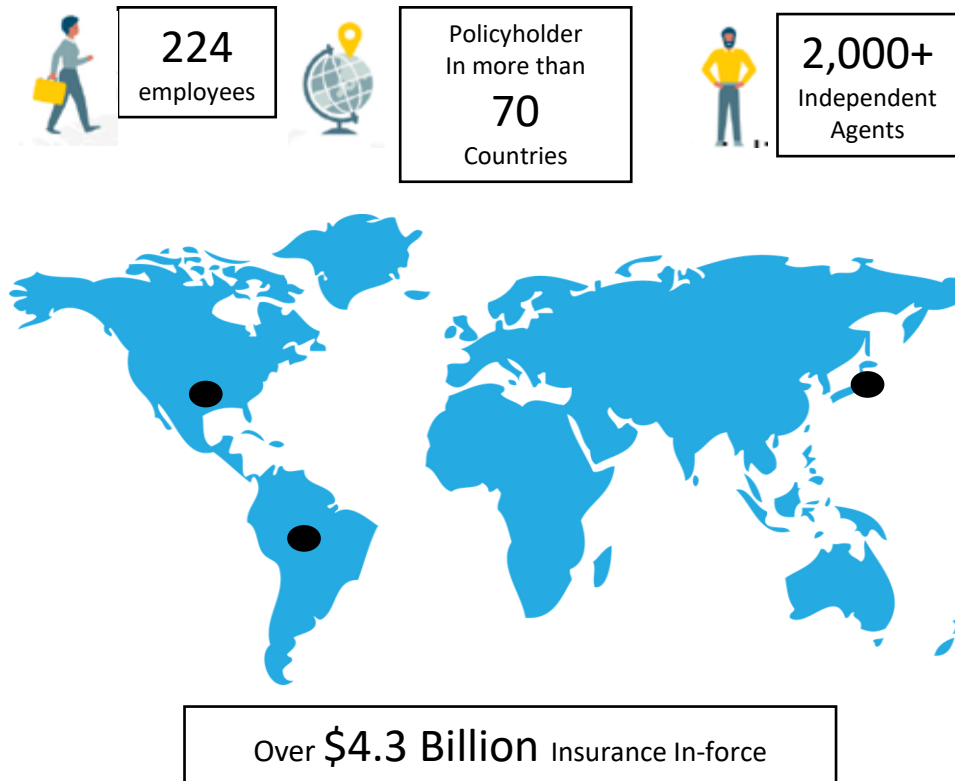 224
employees
Policyholder
In more than
70
Countries
2,000+
Independent
Agents
Over $4.3 Billion Insurance In-force